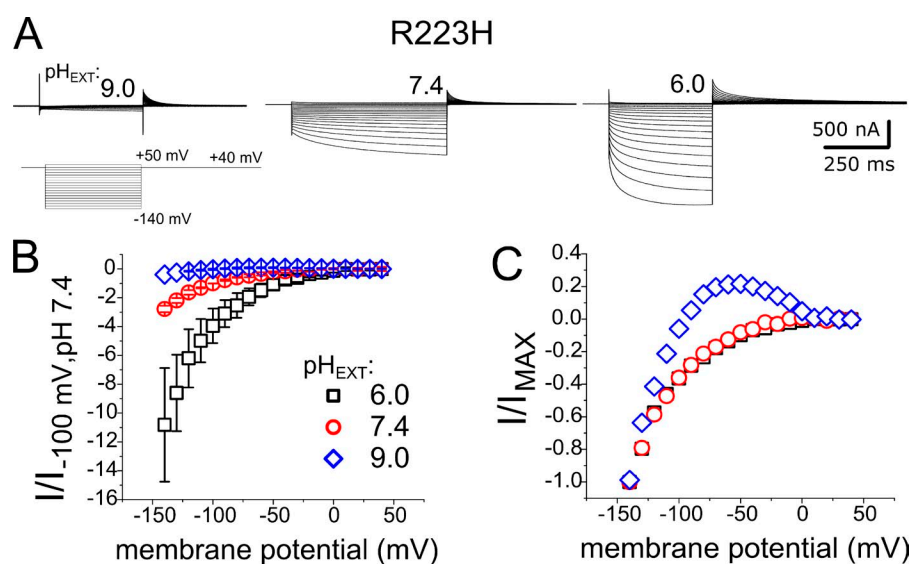 A
R223H
pH_EXT:
9.0
7.4
6.0
500 nA
250 ms
+50 mV
+40 mV
-140 mV
B
I/I_-100 mV,pH 7.4
0
-2
-4
-6
-8
-10
-12
-14
-16
pH_EXT:
6.0
7.4
9.0
-150 -100 -50 0 50
membrane potential (mV)
C
I/I_MAX
0.4
0.2
0.0
-0.2
-0.4
-0.6
-0.8
-1.0
-150 -100 -50 0 50
membrane potential (mV)